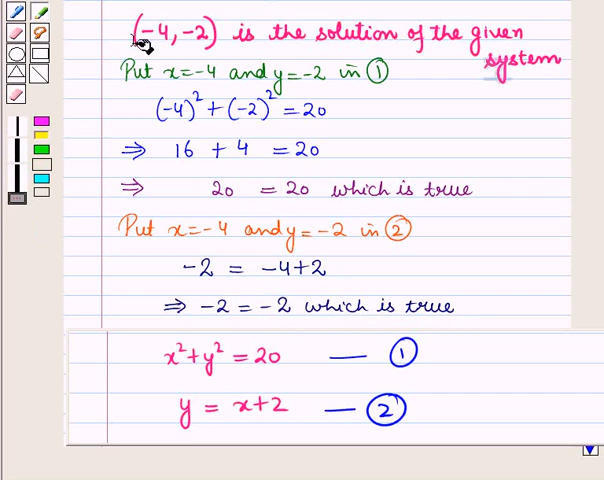 (-4, -2) is the solution of the given system
Put x=-4 and y=-2 in ①
(-4)² + (-2)² = 20
⇒ 16 + 4 = 20
⇒ 20 = 20 which is true
Put x=-4 and y=-2 in ②
-2 = -4+2
⇒ -2 = -2 which is true
x²+y² = 20 — ①
y = x+2 — ②